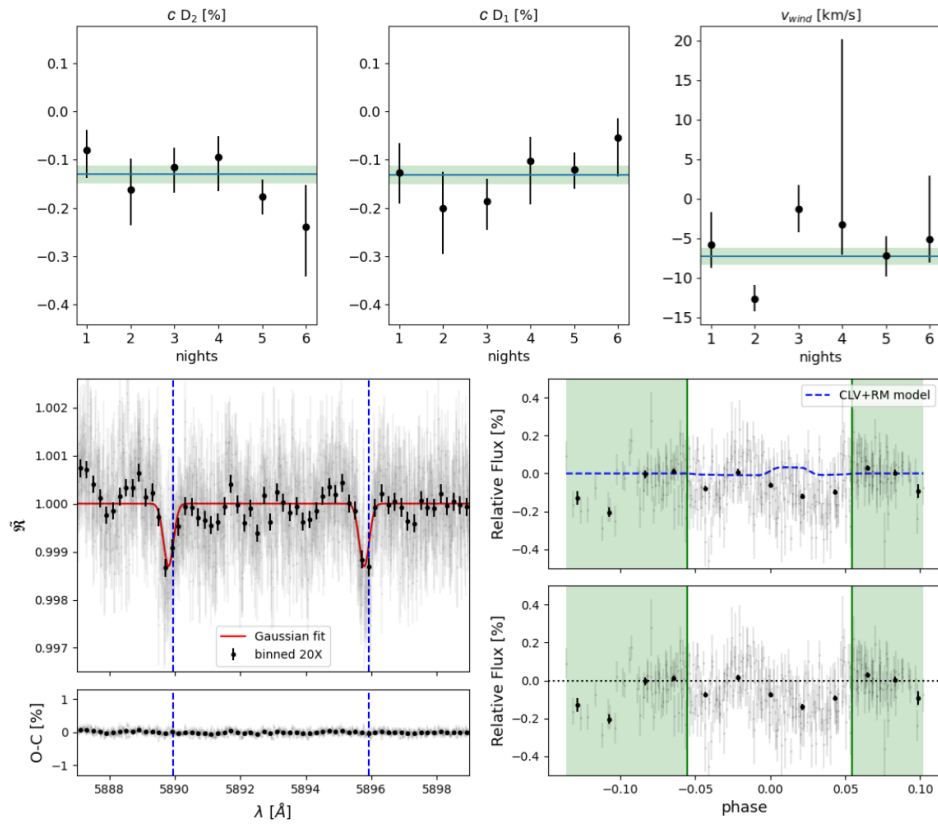 c D₂ [%]
c D₁ [%]
v_wind [km/s]
0.1
0.0
−0.1
−0.2
−0.3
−0.4
1 2 3 4 5 6
nights
0.1
0.0
−0.1
−0.2
−0.3
−0.4
1 2 3 4 5 6
nights
20
15
10
5
0
−5
−10
−15
1 2 3 4 5 6
nights
1.002
1.001
1.000
0.999
0.998
0.997
ℜ̃
Gaussian fit
binned 20X
1
0
−1
O-C [%]
5888 5890 5892 5894 5896 5898
λ [Å]
0.4
0.2
0.0
−0.2
−0.4
Relative Flux [%]
CLV+RM model
0.4
0.2
0.0
−0.2
−0.4
Relative Flux [%]
−0.10 −0.05 0.00 0.05 0.10
phase